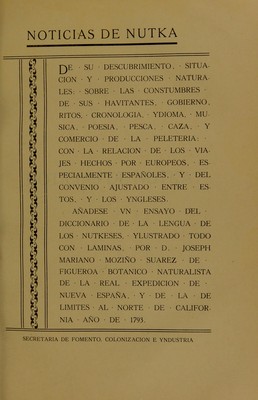 NOTICIAS DE NUTKA
DE · SU · DESCUBRIMIENTO, · SITUA-
CION · Y · PRODUCCIONES · NATURA-
LES: · SOBRE · LAS · CONSTUMBRES ·
DE · SUS · HAVITANTES, · GOBIERNO,
RITOS, · CRONOLOGIA, · YDIOMA, · MU-
SICA, · POESIA, · PESCA, · CAZA, · Y
COMERCIO · DE · LA · PELETERIA: ·
CON · LA · RELACION · DE · LOS · VIA-
JES · HECHOS · POR · EUROPEOS, · ES-
PECIALMENTE · ESPAÑOLES, · Y · DEL
CONVENIO · AJUSTADO · ENTRE · ES-
TOS, · Y · LOS · YNGLESES.
AÑADESE · VN · ENSAYO · DEL ·
DICCIONARIO · DE · LA · LENGUA · DE
LOS · NUTKESES, · YLUSTRADO · TODO
CON · LAMINAS, · POR · D. · JOSEPH
MARIANO · MOZIÑO · SUAREZ · DE ·
FIGUEROA · BOTANICO · NATURALISTA
DE · LA · REAL · EXPEDICION · DE ·
NUEVA · ESPAÑA, · Y · DE · LA · DE
LIMITES · AL · NORTE · DE · CALIFOR-
NIA · AÑO · DE · 1793.
SECRETARIA DE FOMENTO, COLONIZACION E YNDUSTRIA